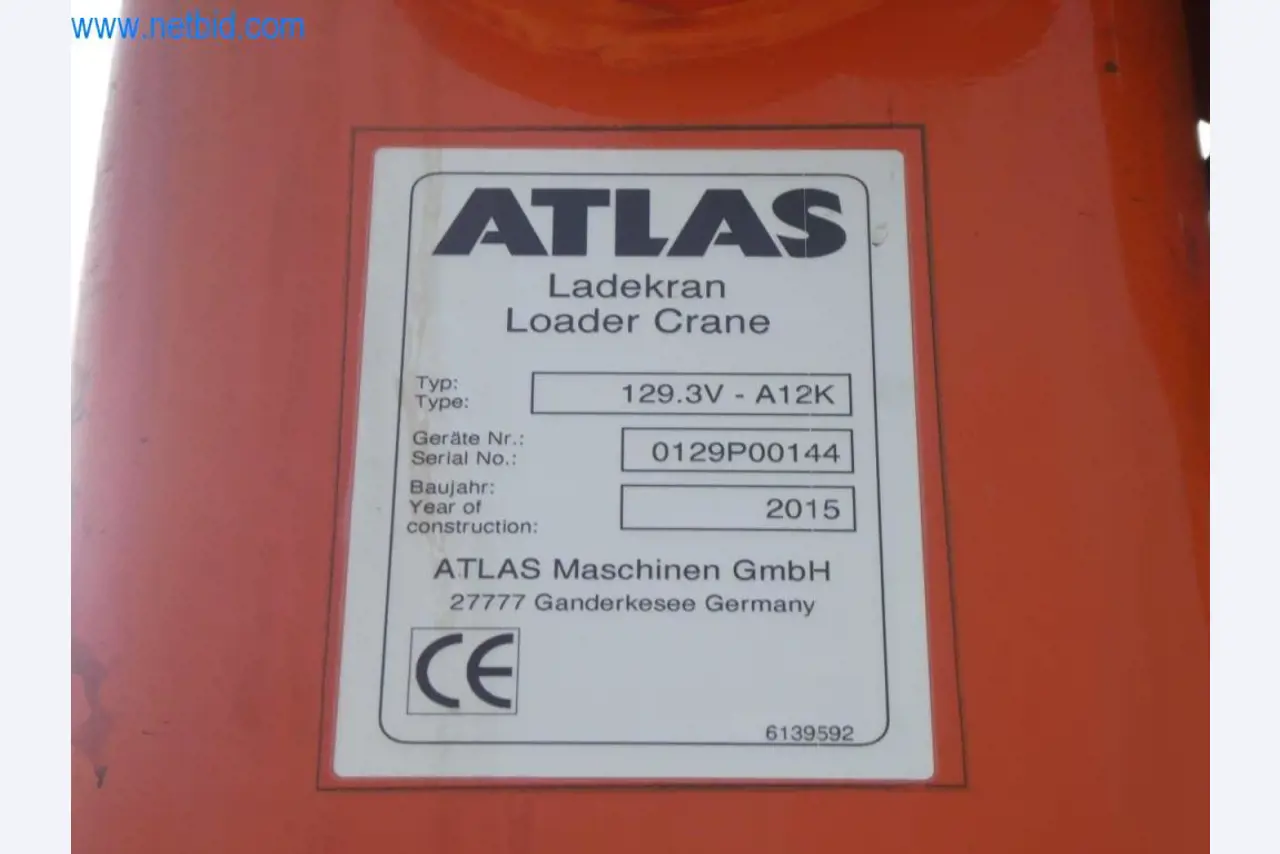 www.netbid.com
ATLAS
Ladekran
Loader Crane
Typ:
Type:
129.3V - A12K
Geräte Nr.:
Serial No.:
0129P00144
Baujahr:
Year of
construction:
2015
ATLAS Maschinen GmbH
27777 Ganderkesee Germany
CE
6139592